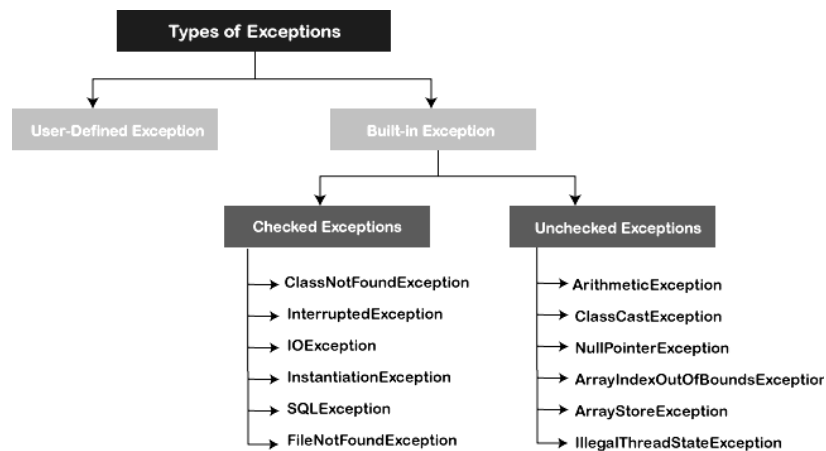 Types of Exceptions
User-Defined Exception
Built-in Exception
Checked Exceptions
Unchecked Exceptions
ClassNotFoundException
InterruptedException
IOException
InstantiationException
SQLException
FileNotFoundException
ArithmeticException
ClassCastException
NullPointerException
ArrayIndexOutOfBoundsException
ArrayStoreException
IllegalThreadStateException